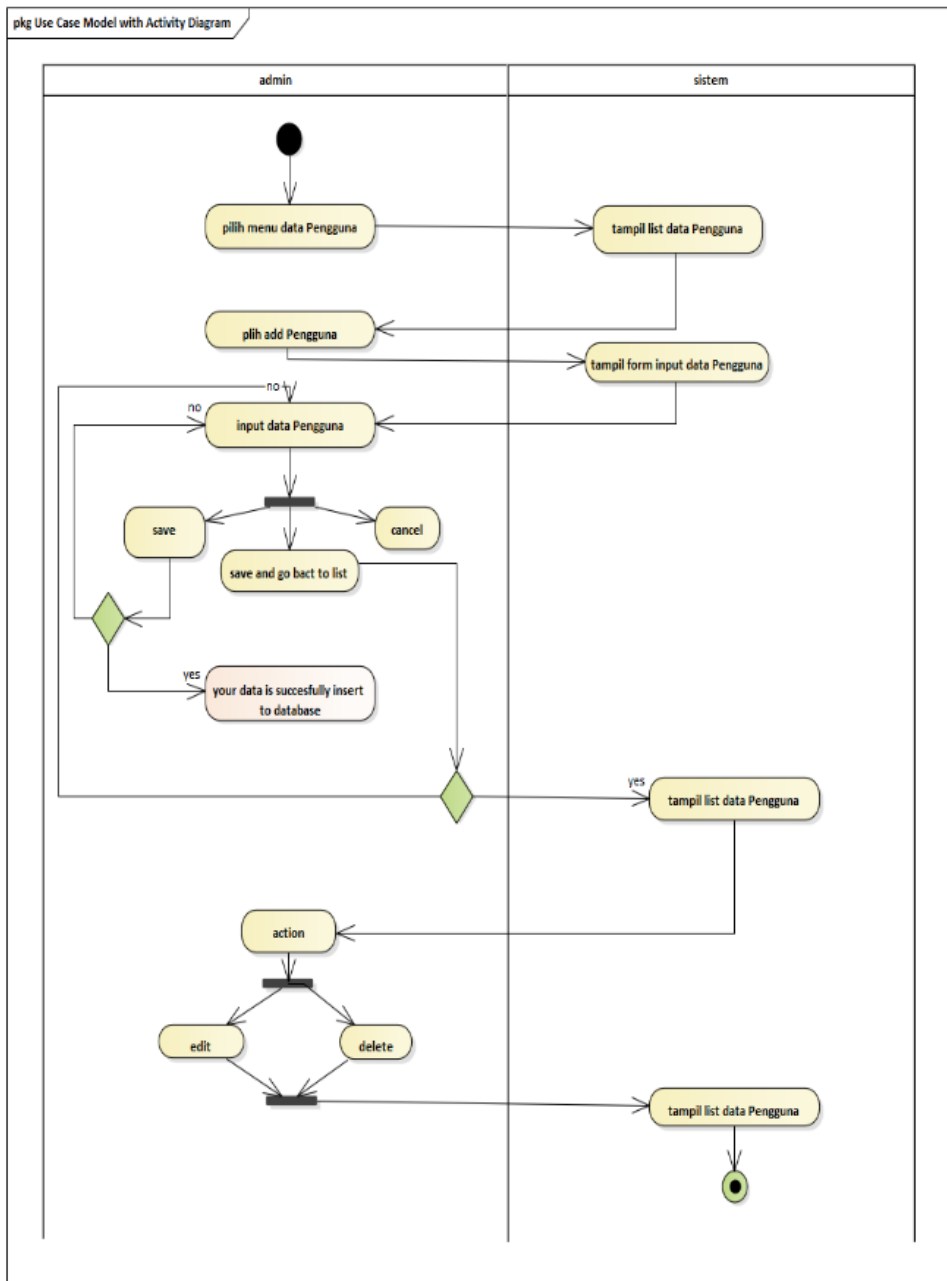 pkg Use Case Model with Activity Diagram
admin
sistem
pilih menu data Pengguna
tampil list data Pengguna
plih add Pengguna
tampil form input data Pengguna
no
no
input data Pengguna
save
cancel
save and go bact to list
yes
your data is succesfully insert
to database
yes
tampil list data Pengguna
action
edit
delete
tampil list data Pengguna